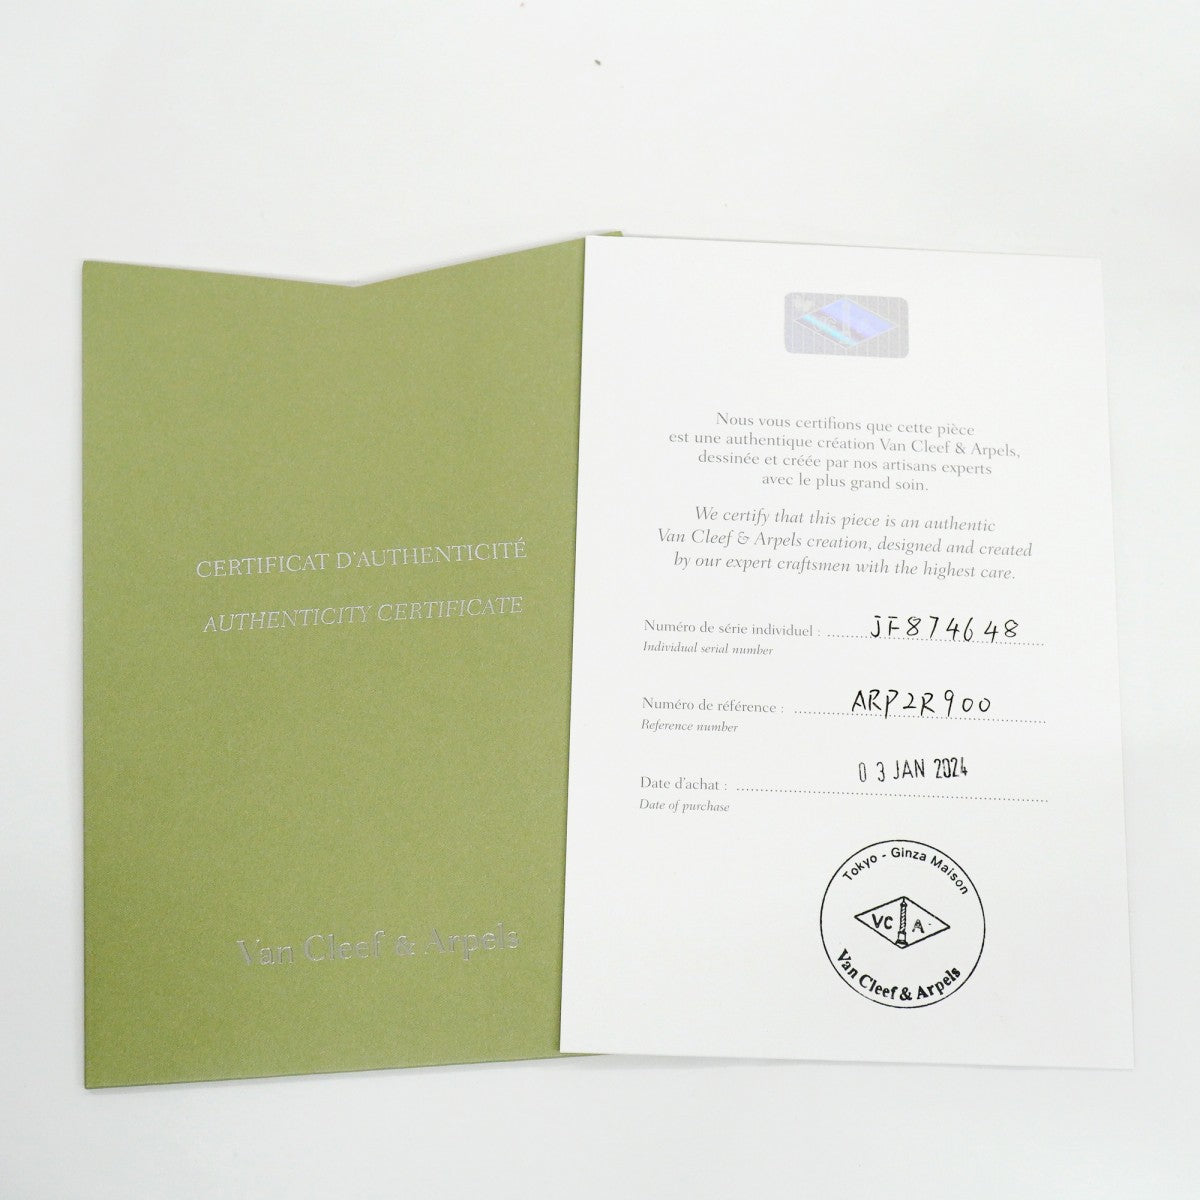 CERTIFICAT D'AUTHENTICITÉ
AUTHENTICITY CERTIFICATE
Van Cleef & Arpels
Nous vous certifions que cette pièce
est une authentique création Van Cleef & Arpels,
dessinée et créée par nos artisans experts
avec le plus grand soin.
We certify that this piece is an authentic
Van Cleef & Arpels creation, designed and created
by our expert craftsmen with the highest care.
Numéro de série individuel : JF874648
Individual serial number
Numéro de référence : ARP2R900
Reference number
Date d'achat : 03 JAN 2024
Date of purchase
Tokyo - Ginza Maison
VC A
Van Cleef & Arpels